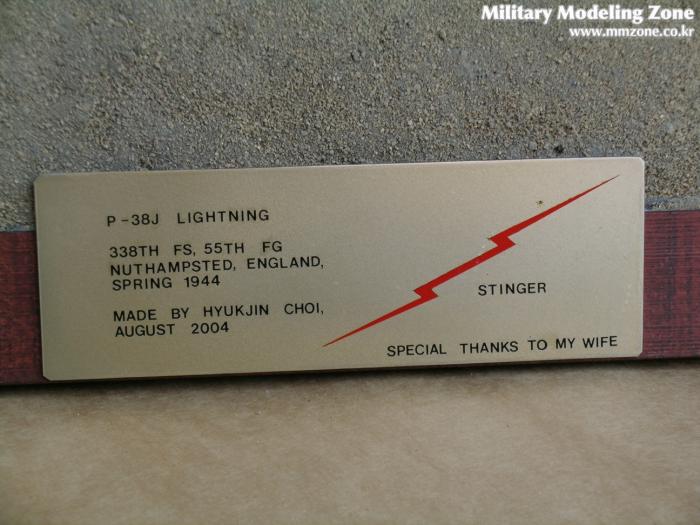 Military Modeling Zone
www.mmzone.co.kr
P-38J LIGHTNING
338TH FS, 55TH FG
NUTHAMPSTED, ENGLAND,
SPRING 1944
MADE BY HYUKJIN CHOI,
AUGUST 2004
STINGER
SPECIAL THANKS TO MY WIFE